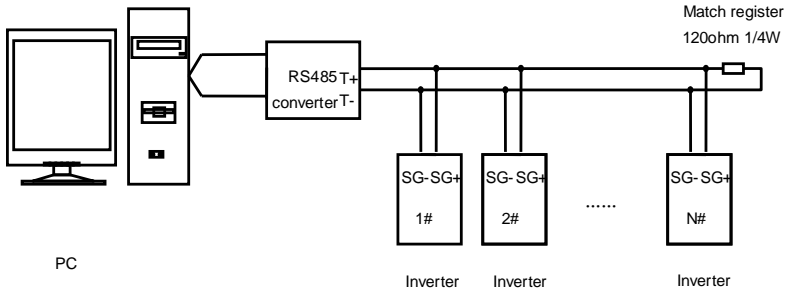 Match register
120ohm 1/4W
RS485 T+
converter T-
SG- SG+
1#
SG- SG+
2#
......
SG- SG+
N#
PC
Inverter
Inverter
Inverter